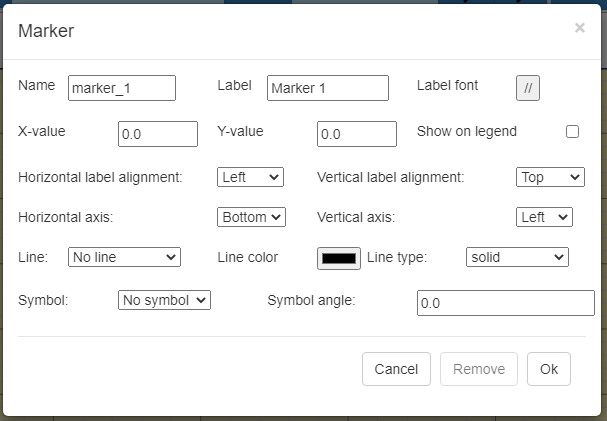 Marker ×
Name marker_1 Label Marker 1 Label font //
X-value 0.0 Y-value 0.0 Show on legend
Horizontal label alignment: Left Vertical label alignment: Top
Horizontal axis: Bottom Vertical axis: Left
Line: No line Line color Line type: solid
Symbol: No symbol Symbol angle: 0.0
Cancel Remove Ok